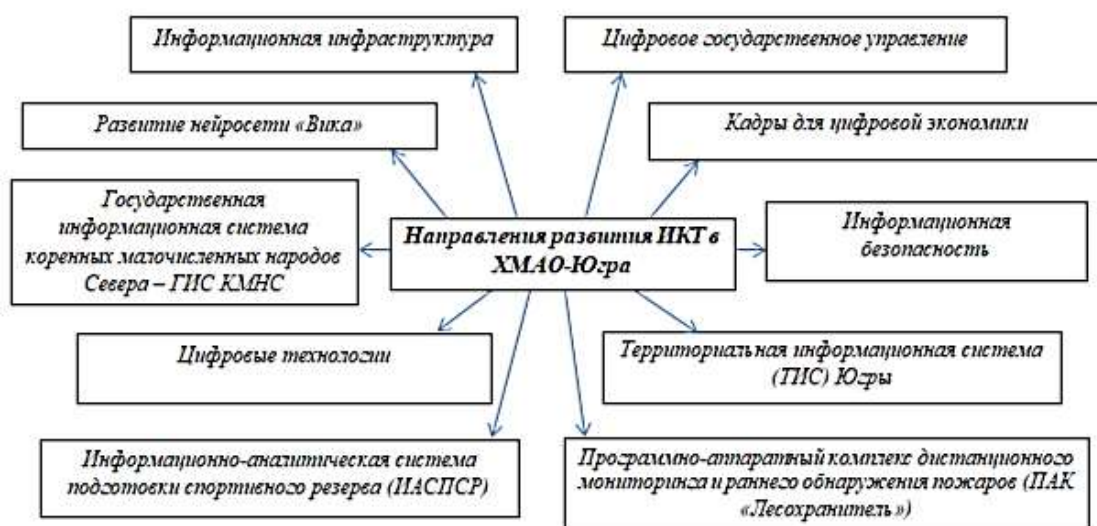 Информационная инфраструктура
Цифровое государственное управление
Развитие нейросети «Вика»
Кадры для цифровой экономики
Государственная
информационная система
коренных малочисленных народов
Севера – ГИС КМНС
Направления развития ИКТ в
ХМАО-Югра
Информационная
безопасность
Цифровые технологии
Территориальная информационная система
(ТИС) Югры
Информационно-аналитическая система
подготовки спортивного резерва (ИАСПСР)
Программно-аппаратный комплекс дистанционного
мониторинга и раннего обнаружения пожаров (ПАК
«Лесохранитель»)